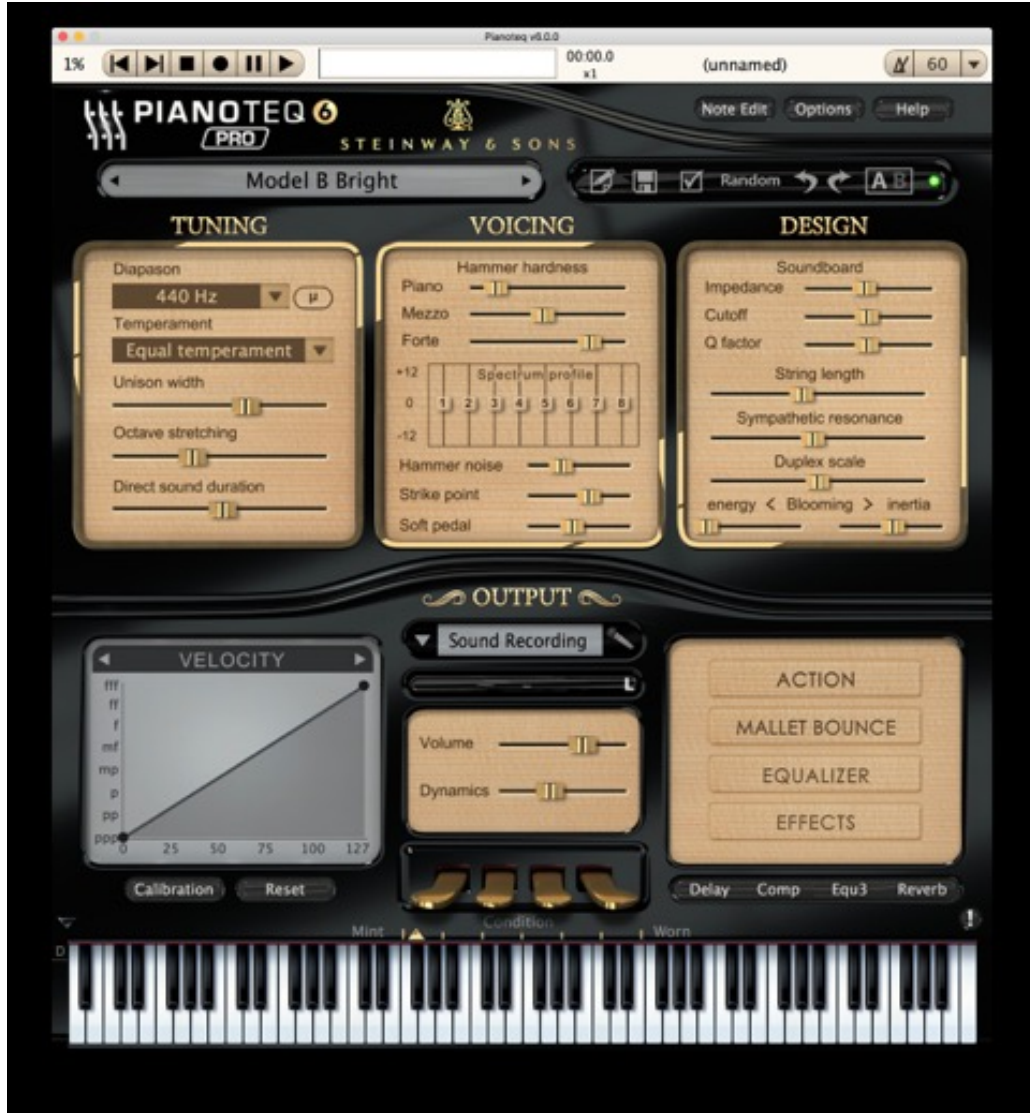 Pianoteq v6.0.0
1%
00:00.0
x1
(unnamed)
60
PIANOTEQ 6
PRO
STEINWAY & SONS
Note Edit Options Help
Model B Bright
Random
A B
TUNING
Diapason
440 Hz
µ
Temperament
Equal temperament
Unison width
Octave stretching
Direct sound duration
VOICING
Hammer hardness
Piano
Mezzo
Forte
Spectrum profile
+12
0
-12
1 2 3 4 5 6 7 8
Hammer noise
Strike point
Soft pedal
DESIGN
Soundboard
Impedance
Cutoff
Q factor
String length
Sympathetic resonance
Duplex scale
energy < Blooming > inertia
OUTPUT
Sound Recording
L
VELOCITY
fff
ff
f
mf
mp
p
pp
ppp
0 25 50 75 100 127
Calibration Reset
Volume
Dynamics
ACTION
MALLET BOUNCE
EQUALIZER
EFFECTS
Delay Comp Equ3 Reverb
Mint Condition Worn
!
D